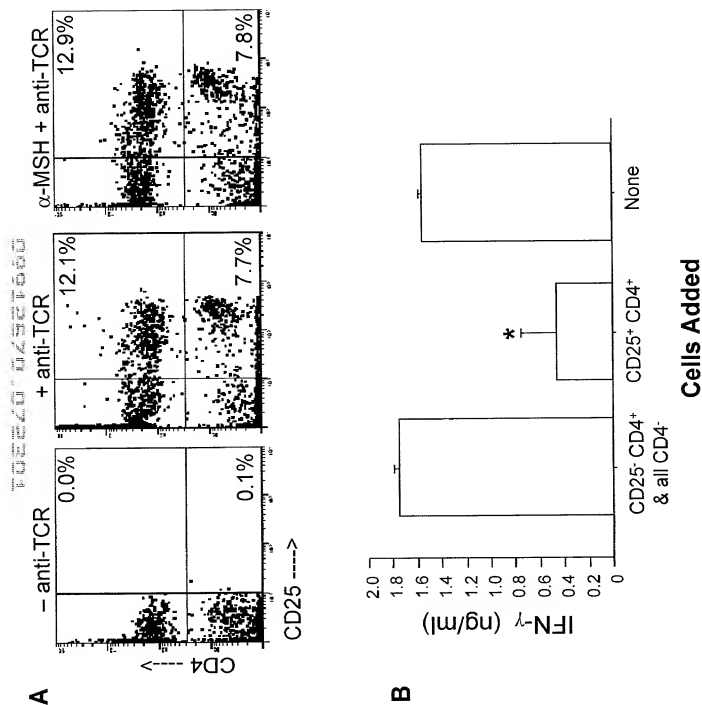 A
– anti-TCR
+ anti-TCR
α-MSH + anti-TCR
0.0%
12.1%
12.9%
0.1%
7.7%
7.8%
CD4 ---->
CD25 ---->
B
IFN-γ (ng/ml)
2.0
1.8
1.6
1.4
1.2
1.0
0.8
0.6
0.4
0.2
0
*
CD25- CD4+
& all CD4-
CD25+ CD4+
None
Cells Added